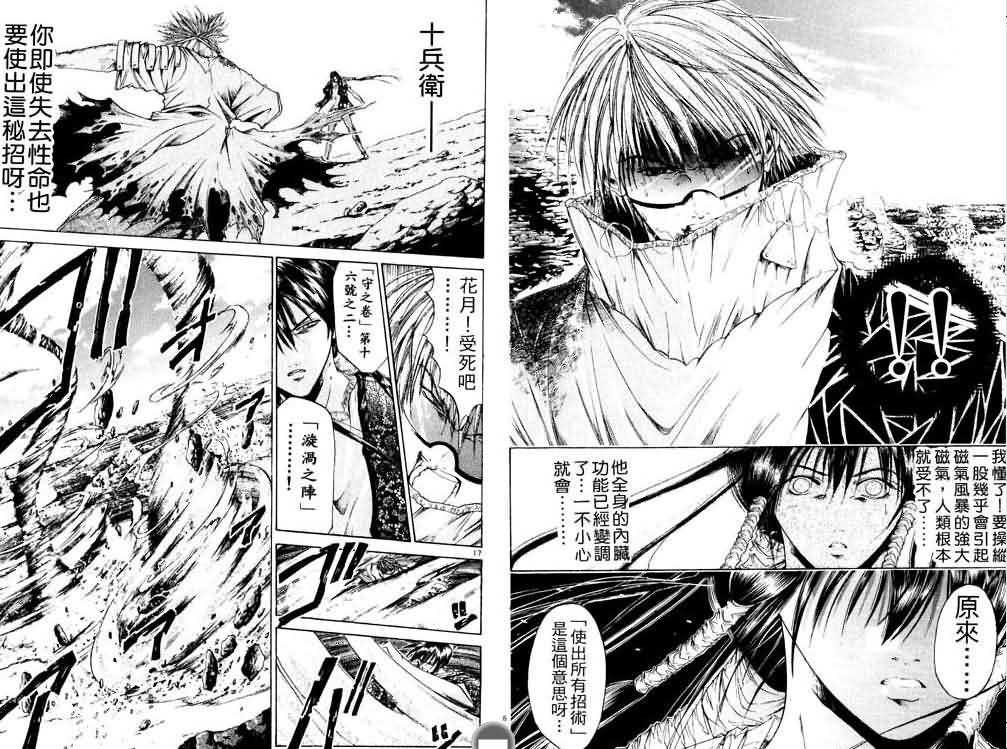 !!
我懂了－要操縱
一股幾乎會引起
磁氣風暴的強大
磁氣，人類根本
就受不了……
他全身的內臟
功能已經變調
了…一不小心
就會………
原來……
「使出所有招術」
是這個意思呀…
十兵衛——
你即使失去性命也
要使出這秘招呀…
花月！受死吧
………！
「守之卷」第十
六號之二…
「漩渦之陣」
………！
17
6